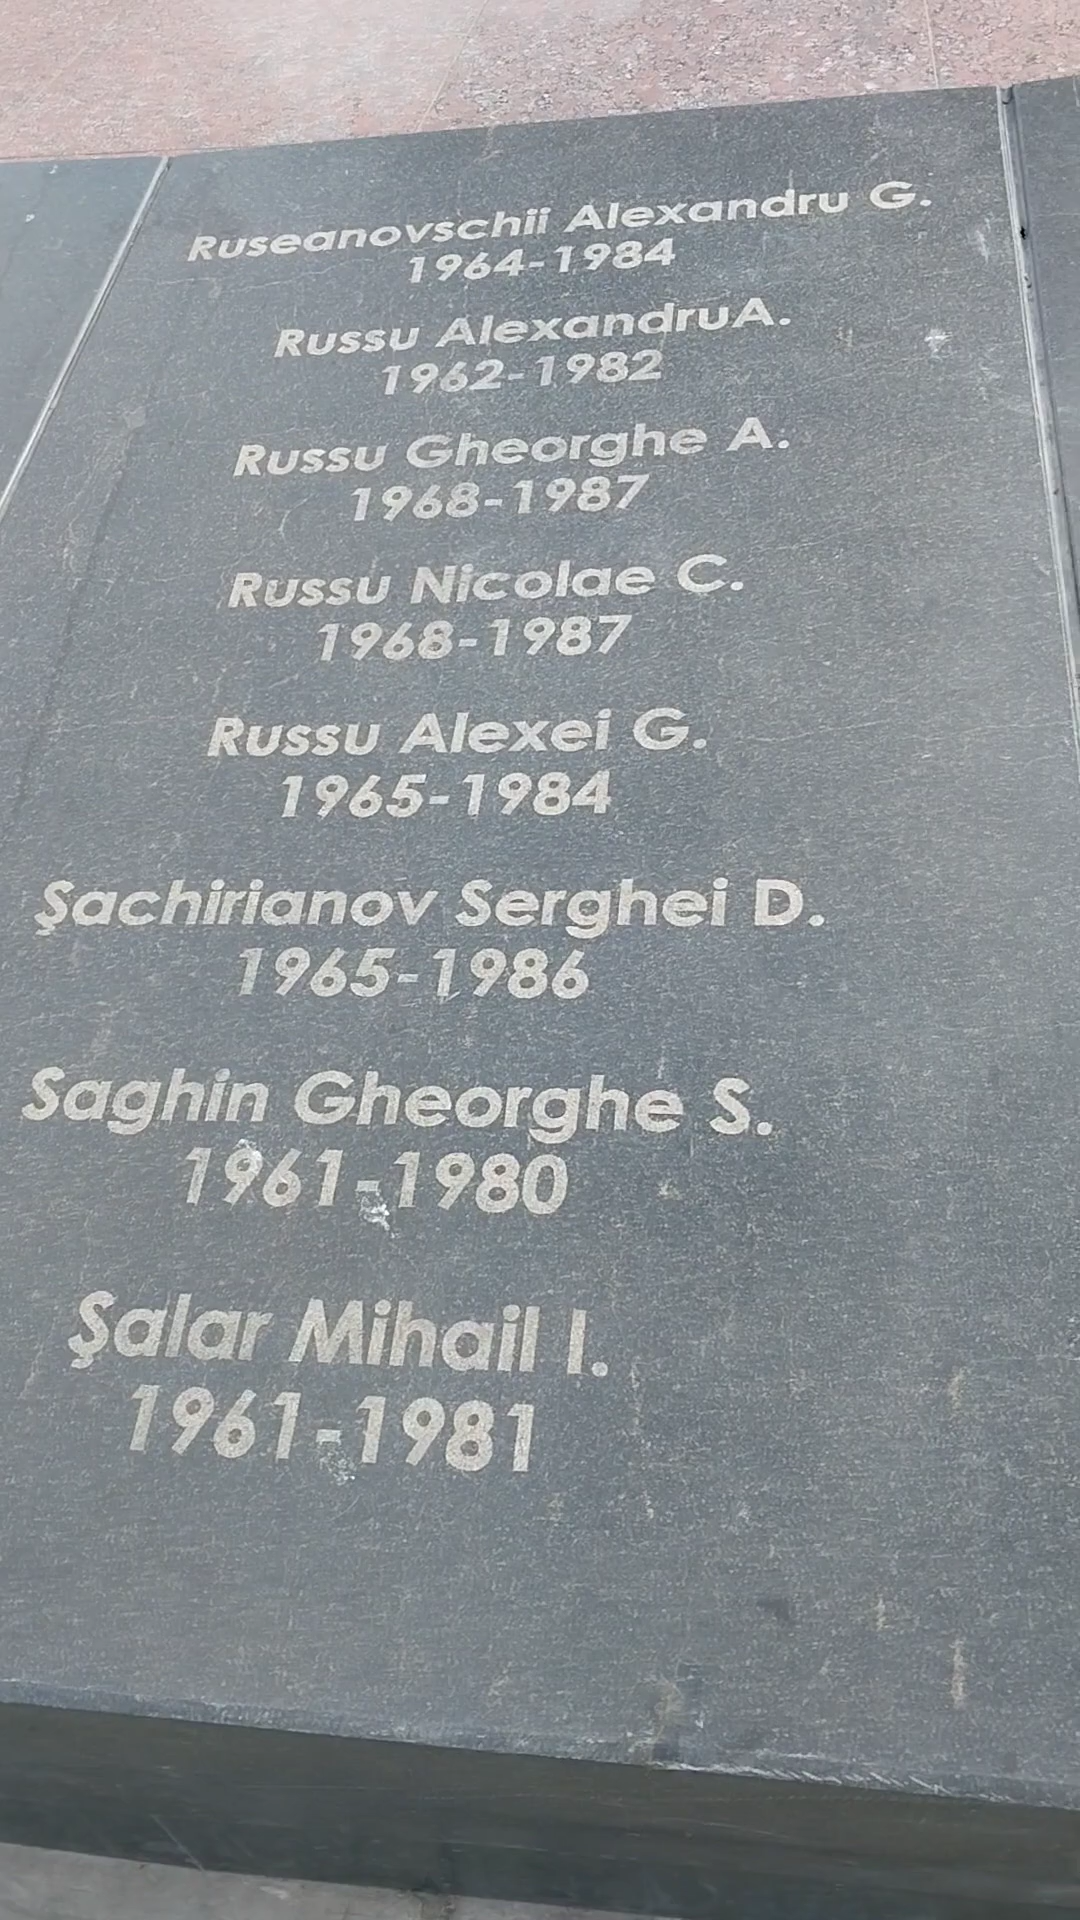 Ruseanovschii Alexandru G.
1964-1984
Russu AlexandruA.
1962-1982
Russu Gheorghe A.
1968-1987
Russu Nicolae C.
1968-1987
Russu Alexei G.
1965-1984
Şachirianov Serghei D.
1965-1986
Saghin Gheorghe S.
1961-1980
Şalar Mihail I.
1961-1981